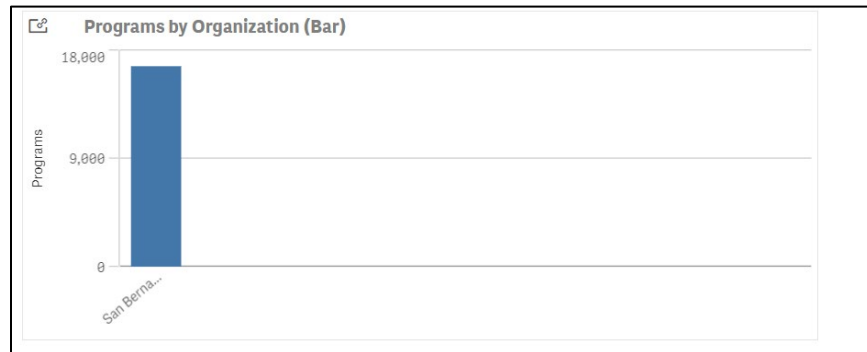 Programs by Organization (Bar)
18,000
Programs
9,000
0
San Berna...